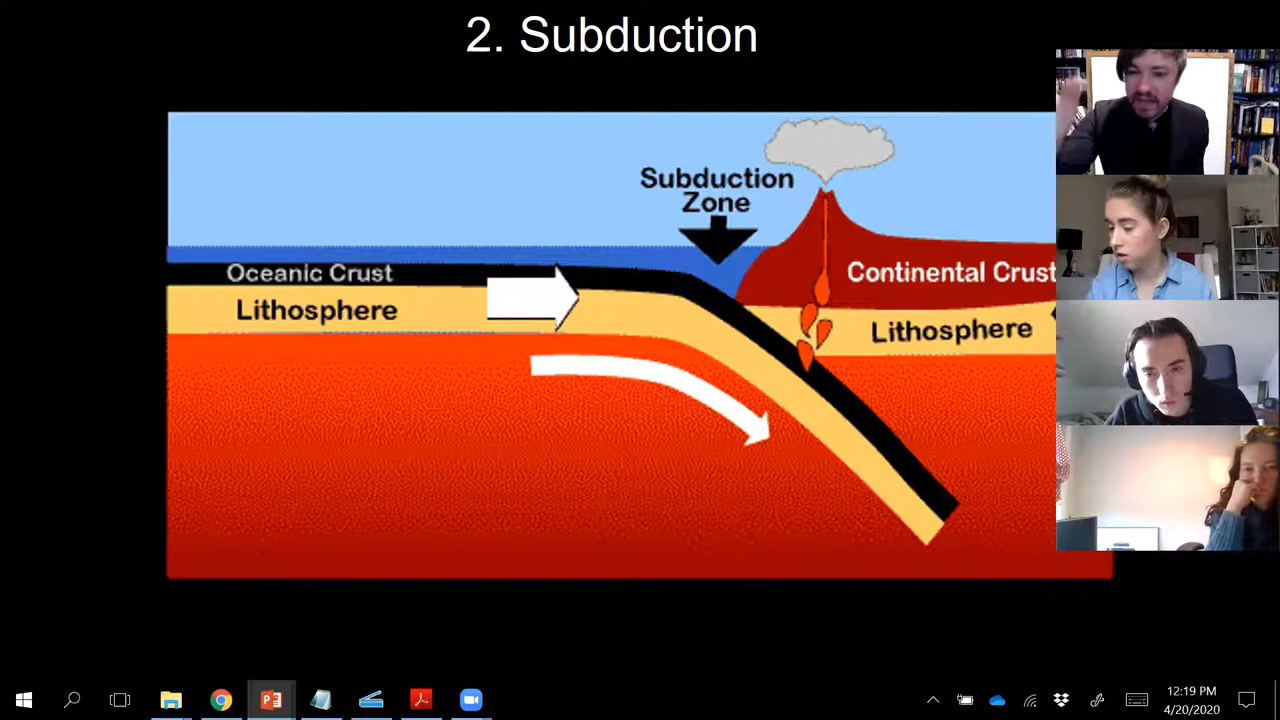 2. Subduction
Subduction
Zone
Oceanic Crust
Continental Crust
Lithosphere
Lithosphere
12:19 PM
4/20/2020